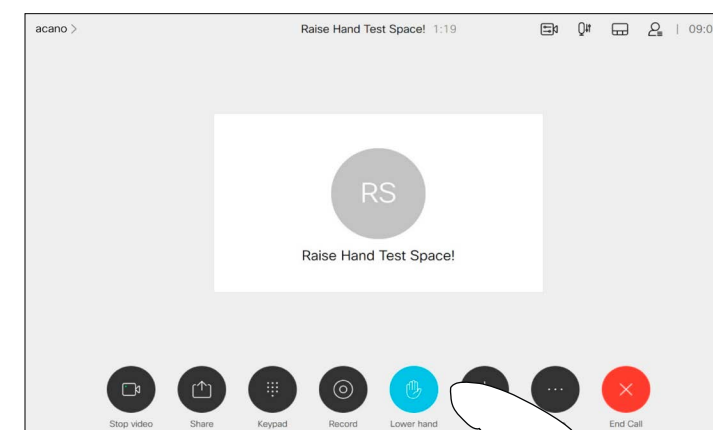 acano
Raise Hand Test Space! 1:19
09:0
RS
Raise Hand Test Space!
Stop video
Share
Keypad
Record
Lower hand
End Call